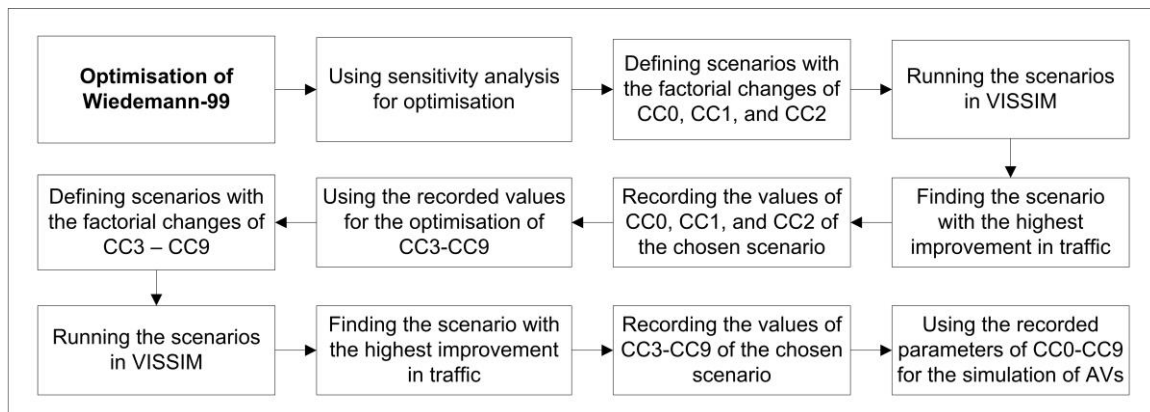 Optimisation of
Wiedemann-99
Using sensitivity analysis
for optimisation
Defining scenarios with
the factorial changes of
CC0, CC1, and CC2
Running the scenarios
in VISSIM
Finding the scenario
with the highest
improvement in traffic
Recording the values of
CC0, CC1, and CC2 of
the chosen scenario
Using the recorded
values for the
optimisation of
CC3-CC9
Defining scenarios with
the factorial changes of
CC3 – CC9
Running the scenarios
in VISSIM
Finding the scenario with
the highest improvement
in traffic
Recording the values of
CC3-CC9 of the chosen
scenario
Using the recorded
parameters of CC0-CC9
for the simulation of AVs